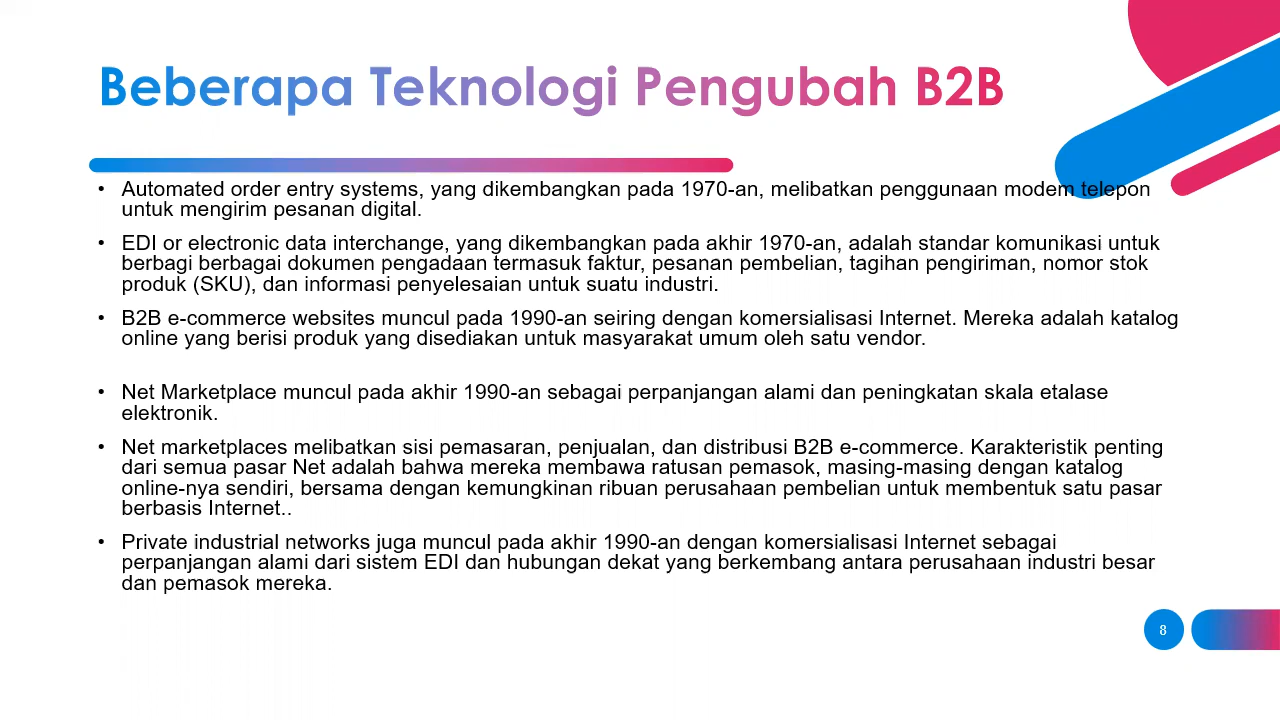 Beberapa Teknologi Pengubah B2B
• Automated order entry systems, yang dikembangkan pada 1970-an, melibatkan penggunaan modem telepon
untuk mengirim pesanan digital.
• EDI or electronic data interchange, yang dikembangkan pada akhir 1970-an, adalah standar komunikasi untuk
berbagi berbagai dokumen pengadaan termasuk faktur, pesanan pembelian, tagihan pengiriman, nomor stok
produk (SKU), dan informasi penyelesaian untuk suatu industri.
• B2B e-commerce websites muncul pada 1990-an seiring dengan komersialisasi Internet. Mereka adalah katalog
online yang berisi produk yang disediakan untuk masyarakat umum oleh satu vendor.
• Net Marketplace muncul pada akhir 1990-an sebagai perpanjangan alami dan peningkatan skala etalase
elektronik.
• Net marketplaces melibatkan sisi pemasaran, penjualan, dan distribusi B2B e-commerce. Karakteristik penting
dari semua pasar Net adalah bahwa mereka membawa ratusan pemasok, masing-masing dengan katalog
online-nya sendiri, bersama dengan kemungkinan ribuan perusahaan pembelian untuk membentuk satu pasar
berbasis Internet..
• Private industrial networks juga muncul pada akhir 1990-an dengan komersialisasi Internet sebagai
perpanjangan alami dari sistem EDI dan hubungan dekat yang berkembang antara perusahaan industri besar
dan pemasok mereka.
8